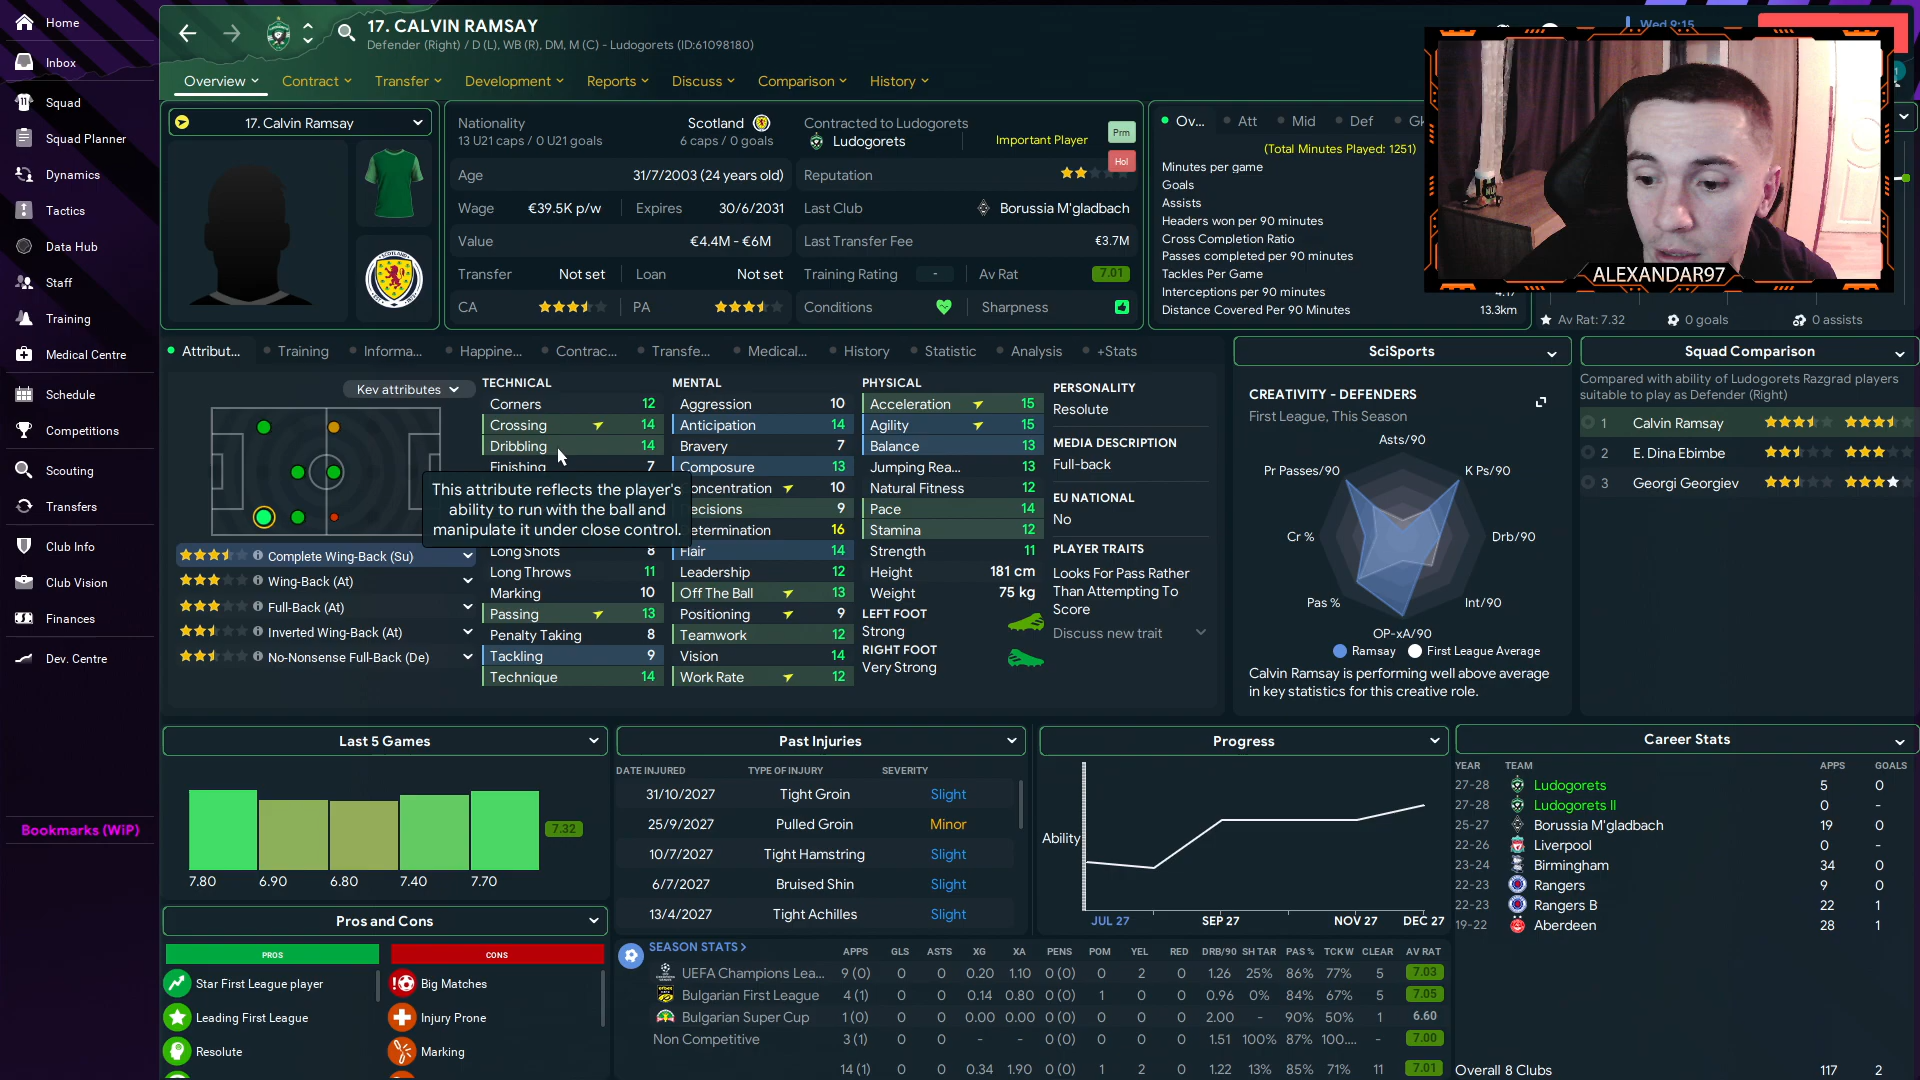 Home
Inbox
Squad
Squad Planner
Dynamics
Tactics
Data Hub
Staff
Training
Medical Centre
Schedule
Competitions
Scouting
Transfers
Club Info
Club Vision
Finances
Dev. Centre
Bookmarks (WiP)
17. CALVIN RAMSAY
Defender (Right) / D (L), WB (R), DM, M (C) - Ludogorets (ID:61098180)
Wed 9:15
Overview
Contract
Transfer
Development
Reports
Discuss
Comparison
History
17. Calvin Ramsay
Nationality Scotland
13 U21 caps / 0 U21 goals 6 caps / 0 goals
Age 31/7/2003 (24 years old)
Wage €39.5K p/w Expires 30/6/2031
Value €4.4M - €6M
Transfer Not set Loan Not set
CA PA
Contracted to Ludogorets
Ludogorets Important Player
Prm
Hol
Reputation
Last Club Borussia M'gladbach
Last Transfer Fee €3.7M
Training Rating - Av Rat 7.01
Conditions Sharpness
Ov... Att Mid Def
(Total Minutes Played: 1251)
Minutes per game
Goals
Assists
Headers won per 90 minutes
Cross Completion Ratio
Passes completed per 90 minutes
Tackles Per Game
Interceptions per 90 minutes
Distance Covered Per 90 Minutes 13.3km
ALEXANDAR97
Av Rat: 7.32 0 goals 0 assists
Attribut... Training Informa... Happine... Contrac... Transfe... Medical... History Statistic Analysis +Stats
Key attributes
Complete Wing-Back (Su)
Wing-Back (At)
Full-Back (At)
Inverted Wing-Back (At)
No-Nonsense Full-Back (De)
TECHNICAL
Corners 12
Crossing 14
Dribbling 14
Finishing 7
This attribute reflects the player's
ability to run with the ball and
manipulate it under close control.
Long Shots 8
Long Throws 11
Marking 10
Passing 13
Penalty Taking 8
Tackling 9
Technique 14
MENTAL
Aggression 10
Anticipation 14
Bravery 7
Composure 13
oncentration 10
ecisions 9
etermination 16
Flair 14
Leadership 12
Off The Ball 13
Positioning 9
Teamwork 12
Vision 14
Work Rate 12
PHYSICAL
Acceleration 15
Agility 15
Balance 13
Jumping Rea... 13
Natural Fitness 12
Pace 14
Stamina 12
Strength 11
Height 181 cm
Weight 75 kg
LEFT FOOT
Strong
RIGHT FOOT
Very Strong
PERSONALITY
Resolute
MEDIA DESCRIPTION
Full-back
EU NATIONAL
No
PLAYER TRAITS
Looks For Pass Rather
Than Attempting To
Score
Discuss new trait
SciSports
CREATIVITY - DEFENDERS
First League, This Season
Asts/90
K Ps/90
Drb/90
Int/90
OP-xA/90
Pas %
Cr %
Pr Passes/90
Ramsay First League Average
Calvin Ramsay is performing well above average
in key statistics for this creative role.
Squad Comparison
Compared with ability of Ludogorets Razgrad players
suitable to play as Defender (Right)
1 Calvin Ramsay
2 E. Dina Ebimbe
3 Georgi Georgiev
Last 5 Games
7.32
7.80 6.90 6.80 7.40 7.70
Pros and Cons
PROS CONS
Star First League player
Leading First League
Resolute
Big Matches
Injury Prone
Marking
Past Injuries
DATE INJURED TYPE OF INJURY SEVERITY
31/10/2027 Tight Groin Slight
25/9/2027 Pulled Groin Minor
10/7/2027 Tight Hamstring Slight
6/7/2027 Bruised Shin Slight
13/4/2027 Tight Achilles Slight
Progress
Ability
JUL 27 SEP 27 NOV 27 DEC 27
SEASON STATS > APPS GLS ASTS XG XA PENS POM YEL RED DRB/90 SH TAR PAS % TCK W CLEAR AV RAT
UEFA Champions Lea... 9 (0) 0 0 0.20 1.10 0 (0) 0 2 0 1.26 25% 86% 77% 5 7.03
Bulgarian First League 4 (1) 0 0 0.14 0.80 0 (0) 1 0 0 0.96 0% 84% 67% 5 7.05
Bulgarian Super Cup 1 (0) 0 0 0.00 0.00 0 (0) 0 0 0 2.00 - 90% 50% 1 6.60
Non Competitive 3 (1) 0 0 - - 0 (0) 0 0 0 1.51 100% 87% 100.... - 7.00
14 (1) 0 0 0.34 1.90 0 (0) 1 2 0 1.22 13% 85% 71% 11 7.01
Career Stats
YEAR TEAM APPS GOALS
27-28 Ludogorets 5 0
27-28 Ludogorets II 0 -
25-27 Borussia M'gladbach 19 0
22-26 Liverpool 0 -
23-24 Birmingham 34 0
22-23 Rangers 9 0
22-23 Rangers B 22 1
19-22 Aberdeen 28 1
Overall 8 Clubs 117 2